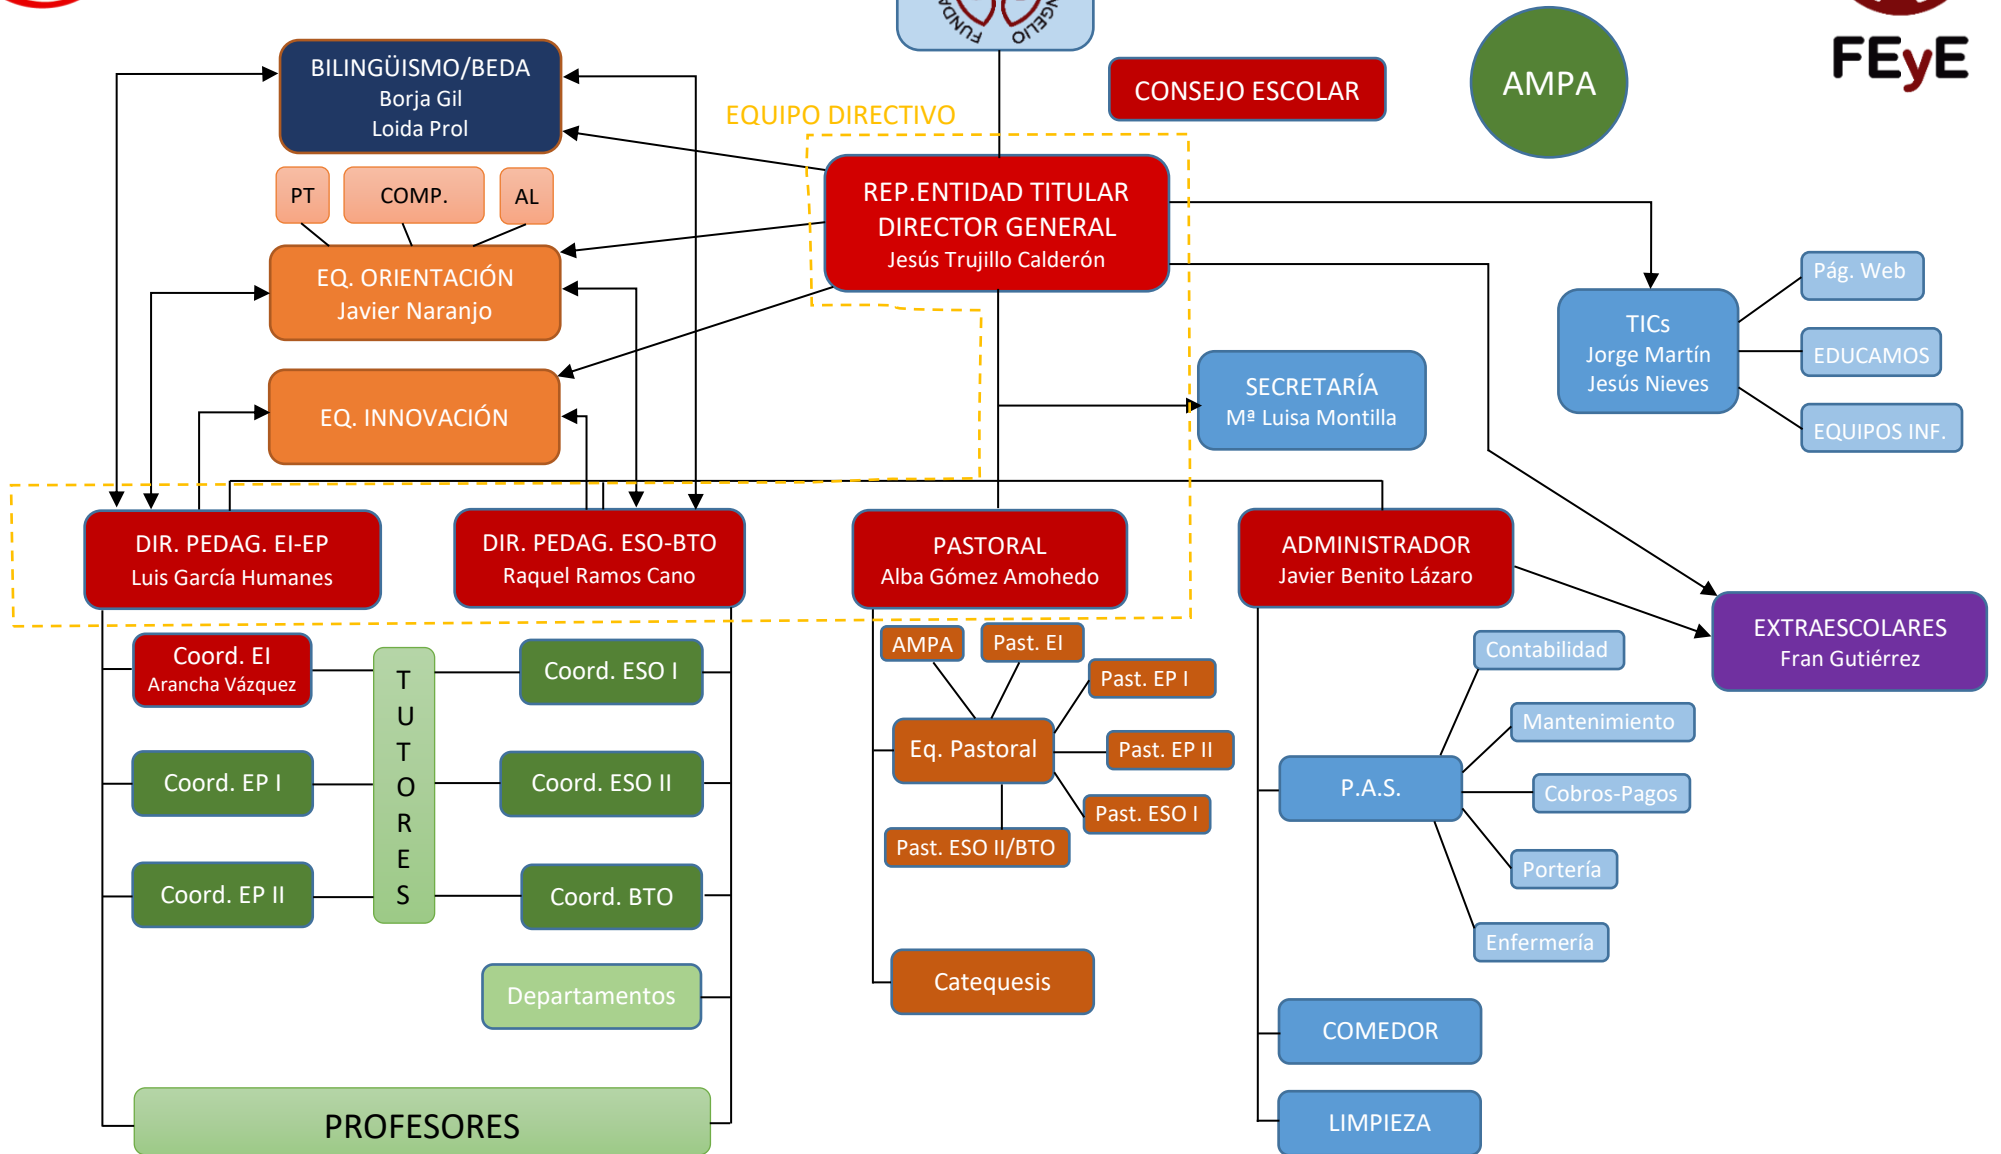 FUNDA
NGELIO
FEyE
BILINGÜISMO/BEDA
Borja Gil
Loida Prol
CONSEJO ESCOLAR
AMPA
EQUIPO DIRECTIVO
PT
COMP.
AL
REP.ENTIDAD TITULAR
DIRECTOR GENERAL
Jesús Trujillo Calderón
EQ. ORIENTACIÓN
Javier Naranjo
Pág. Web
TICs
Jorge Martín
Jesús Nieves
EDUCAMOS
EQUIPOS INF.
EQ. INNOVACIÓN
SECRETARÍA
Mª Luisa Montilla
DIR. PEDAG. EI-EP
Luis García Humanes
DIR. PEDAG. ESO-BTO
Raquel Ramos Cano
PASTORAL
Alba Gómez Amohedo
ADMINISTRADOR
Javier Benito Lázaro
EXTRAESCOLARES
Fran Gutiérrez
Coord. EI
Arancha Vázquez
TUTORES
Coord. ESO I
Coord. EP I
Coord. ESO II
Coord. EP II
Coord. BTO
Departamentos
PROFESORES
AMPA
Past. EI
Past. EP I
Eq. Pastoral
Past. EP II
Past. ESO I
Past. ESO II/BTO
Catequesis
Contabilidad
Mantenimiento
P.A.S.
Cobros-Pagos
Portería
Enfermería
COMEDOR
LIMPIEZA